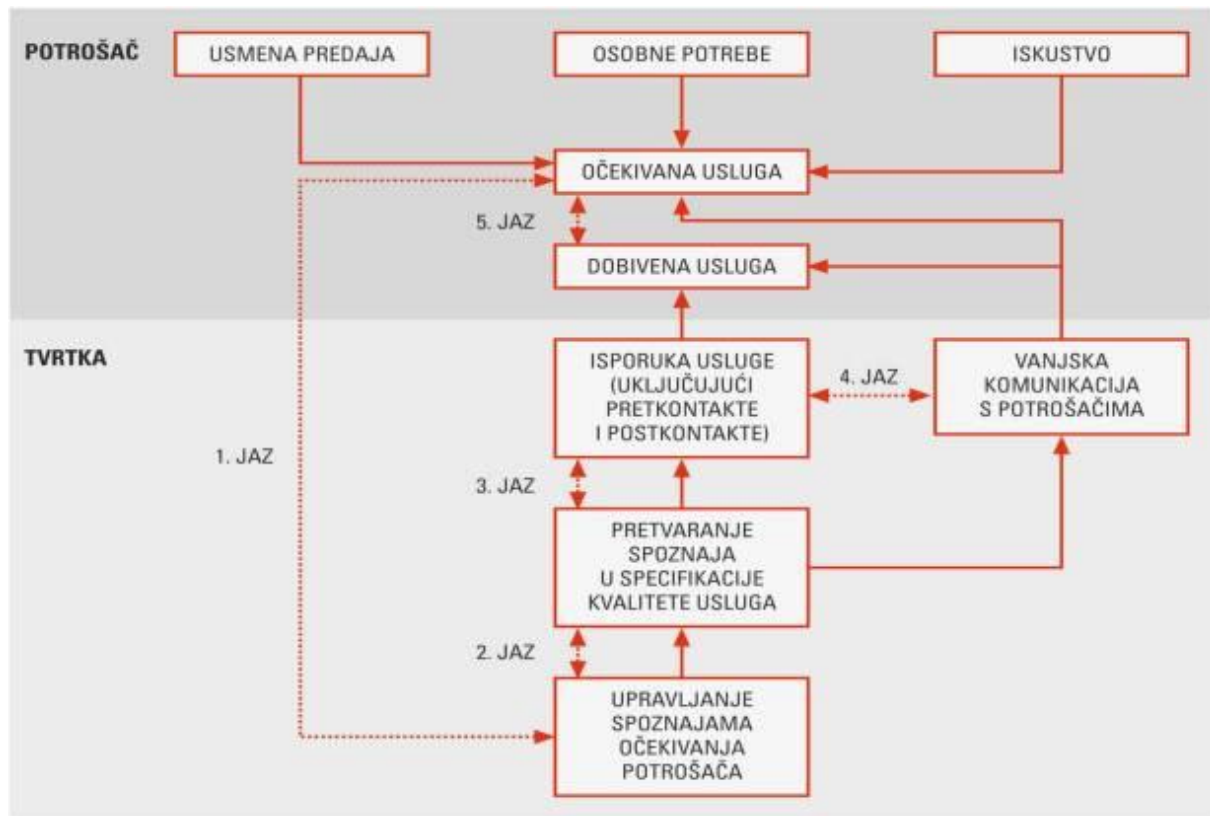 POTROŠAČ
USMENA PREDAJA
OSOBNE POTREBE
ISKUSTVO
OČEKIVANA USLUGA
5. JAZ
DOBIVENA USLUGA
TVRTKA
ISPORUKA USLUGE
(UKLJUČUJUĆI
PRETKONTAKTE
I POSTKONTAKTE)
4. JAZ
VANJSKA
KOMUNIKACIJA
S POTROŠAČIMA
1. JAZ
3. JAZ
PRETVARANJE
SPOZNAJA
U SPECIFIKACIJE
KVALITETE USLUGA
2. JAZ
UPRAVLJANJE
SPOZNAJAMA
OČEKIVANJA
POTROŠAČA